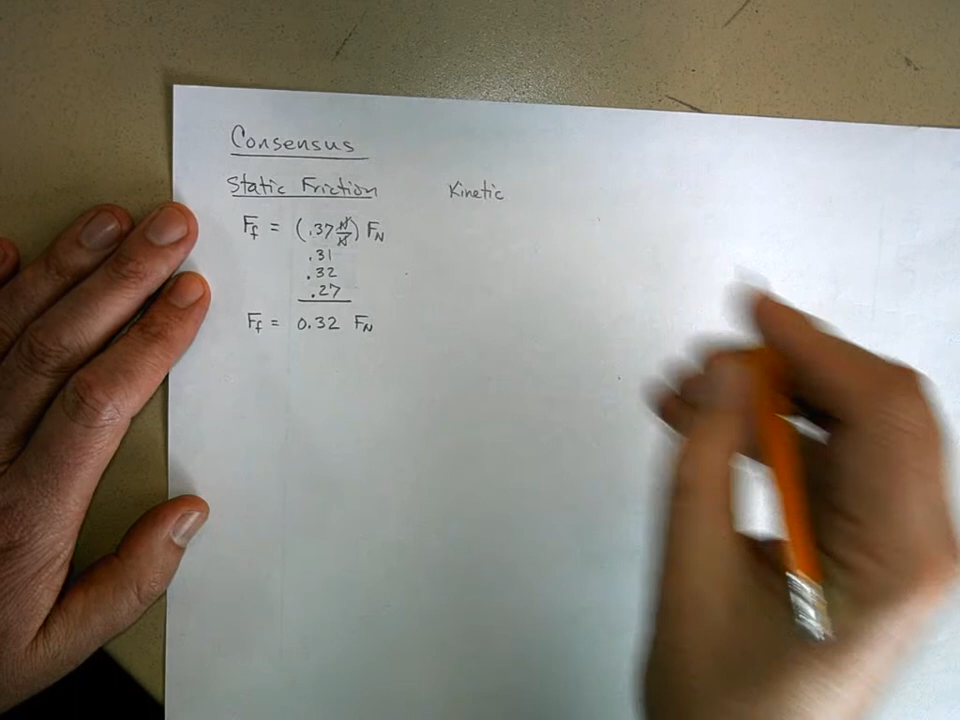 Consensus
Static Friction Kinetic
Ff = (.37 N/N) FN
.31
.32
.27
Ff = 0.32 FN